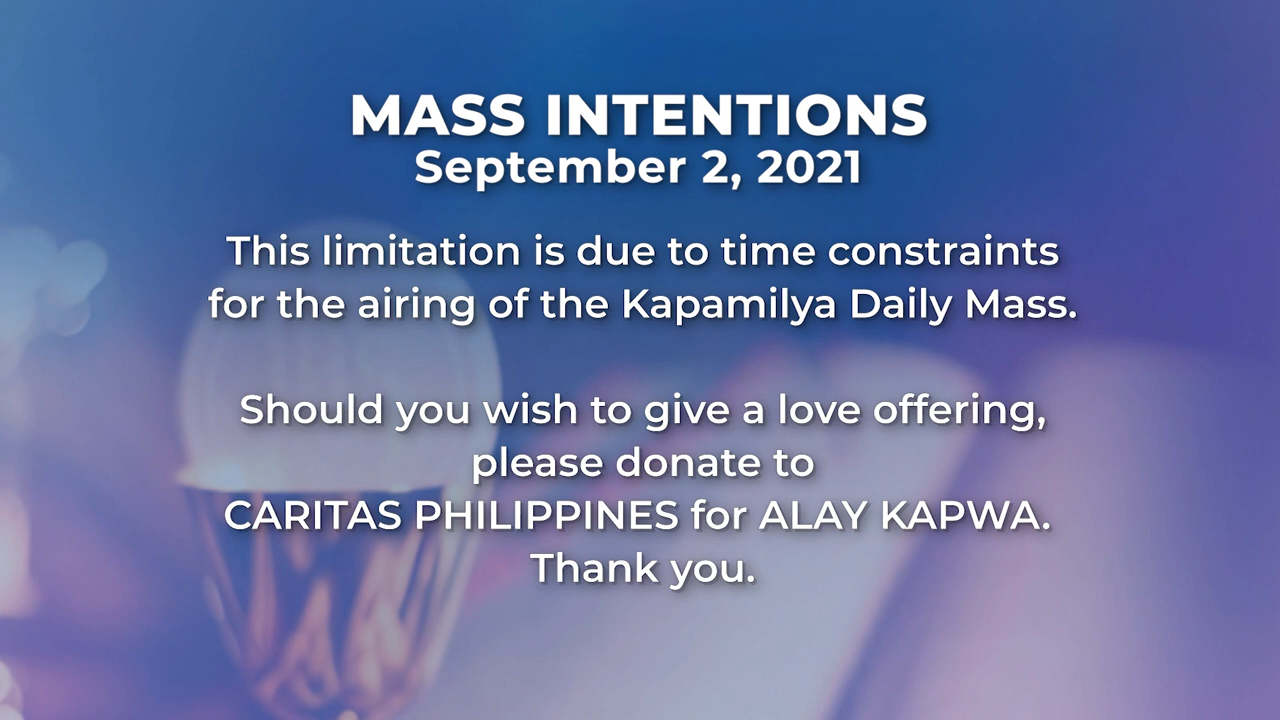 MASS INTENTIONS
September 2, 2021
This limitation is due to time constraints
for the airing of the Kapamilya Daily Mass.
Should you wish to give a love offering,
please donate to
CARITAS PHILIPPINES for ALAY KAPWA.
Thank you.